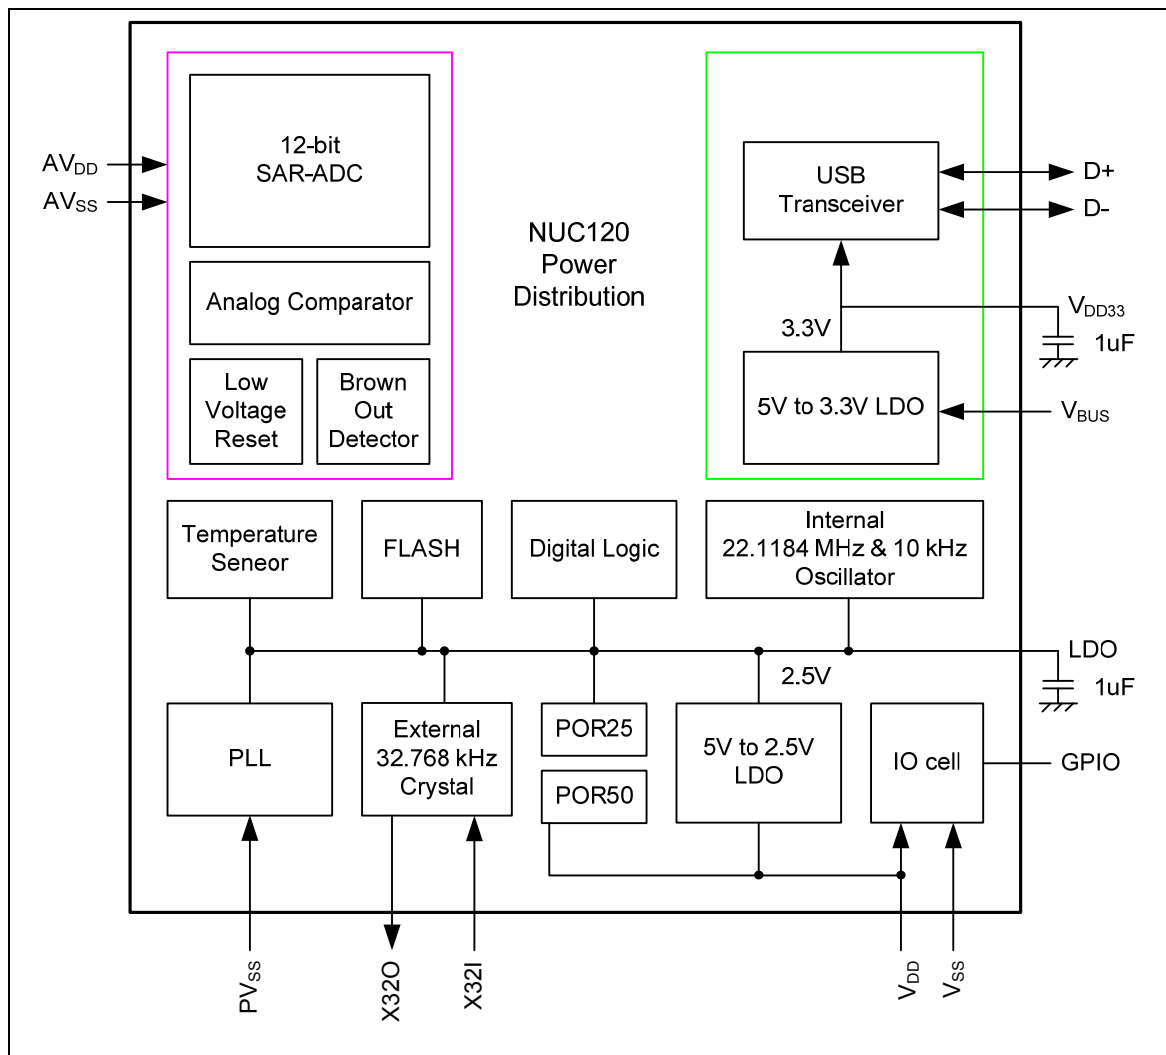 12-bit
SAR-ADC
AVDD
AVSS
Analog Comparator
Low
Voltage
Reset
Brown
Out
Detector
NUC120
Power
Distribution
USB
Transceiver
D+
D-
VDD33
1uF
3.3V
5V to 3.3V LDO
VBUS
Temperature
Seneor
FLASH
Digital Logic
Internal
22.1184 MHz & 10 kHz
Oscillator
LDO
1uF
2.5V
PLL
External
32.768 kHz
Crystal
POR25
POR50
5V to 2.5V
LDO
IO cell
GPIO
PVSS
X32O
X32I
VDD
VSS